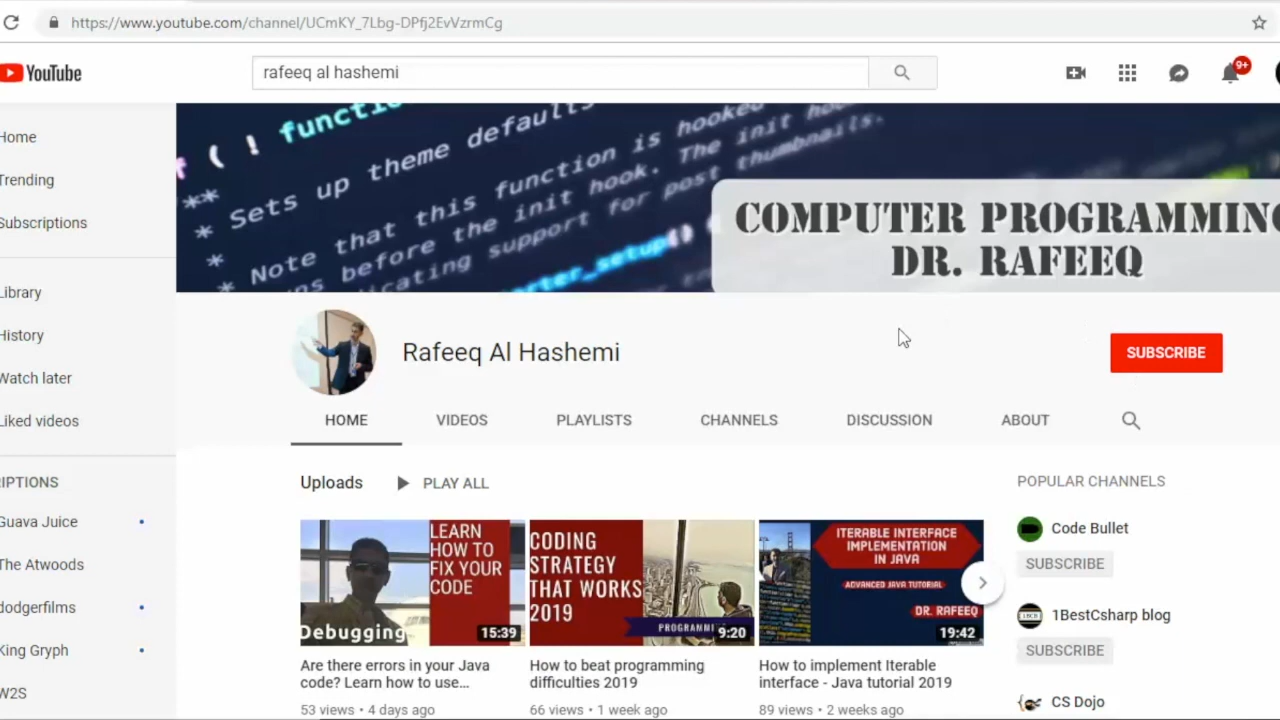 https://www.youtube.com/channel/UCmKY_7Lbg-DPfj2EvVzrmCg
YouTube
rafeeq al hashemi
9+
Home
Trending
Subscriptions
Library
History
Watch later
Liked videos
IPTIONS
Guava Juice
The Atwoods
dodgerfilms
King Gryph
W2S
( ! functi
**
* Sets up theme defaults
* Note that this function is hooked
before the init hook. The init
indicating support for post thumbnails.
rter_setup()
COMPUTER PROGRAMMING
DR. RAFEEQ
Rafeeq Al Hashemi
SUBSCRIBE
HOME
VIDEOS
PLAYLISTS
CHANNELS
DISCUSSION
ABOUT
Uploads
PLAY ALL
LEARN
HOW TO
FIX YOUR
CODE
Debugging
15:39
Are there errors in your Java
code? Learn how to use...
53 views • 4 days ago
CODING
STRATEGY
THAT WORKS
2019
PROGRAMMI
9:20
How to beat programming
difficulties 2019
66 views • 1 week ago
ITERABLE INTERFACE
IMPLEMENTATION
IN JAVA
ADVANCED JAVA TUTORIAL
DR. RAFEEQ
19:42
How to implement Iterable
interface - Java tutorial 2019
89 views • 2 weeks ago
POPULAR CHANNELS
Code Bullet
SUBSCRIBE
1BestCsharp blog
SUBSCRIBE
CS Dojo